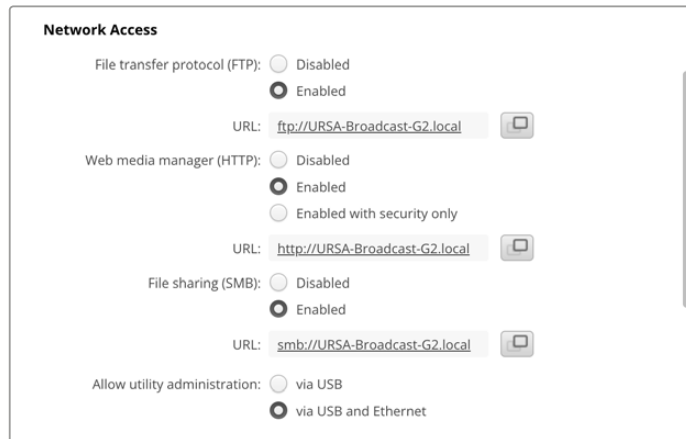 Network Access
File transfer protocol (FTP): Disabled
Enabled
URL: ftp://URSA-Broadcast-G2.local
Web media manager (HTTP): Disabled
Enabled
Enabled with security only
URL: http://URSA-Broadcast-G2.local
File sharing (SMB): Disabled
Enabled
URL: smb://URSA-Broadcast-G2.local
Allow utility administration: via USB
via USB and Ethernet